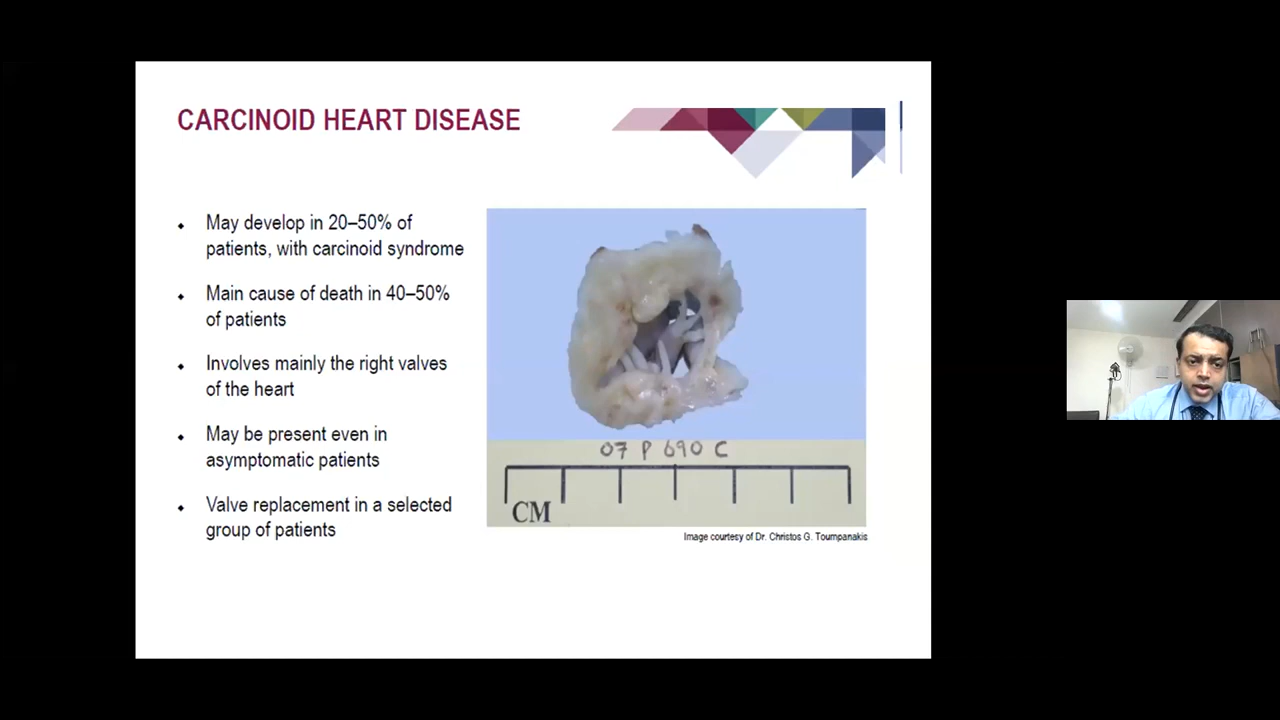 CARCINOID HEART DISEASE
May develop in 20–50% of
patients, with carcinoid syndrome
Main cause of death in 40–50%
of patients
Involves mainly the right valves
of the heart
May be present even in
asymptomatic patients
Valve replacement in a selected
group of patients
07 P 690 C
CM
Image courtesy of Dr. Christos G. Toumpanakis